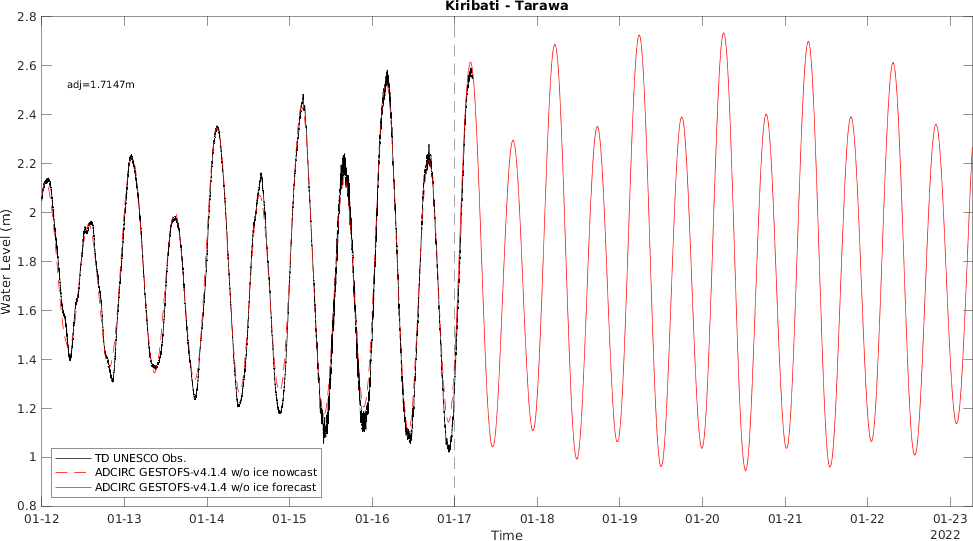 Kiribati - Tarawa
2.8
2.6
adj=1.7147m
2.4
2.2
2
1.8
1.6
1.4
1.2
1
0.8
Water Level (m)
TD UNESCO Obs.
ADCIRC GESTOFS-v4.1.4 w/o ice nowcast
ADCIRC GESTOFS-v4.1.4 w/o ice forecast
01-12 01-13 01-14 01-15 01-16 01-17 01-18 01-19 01-20 01-21 01-22 01-23
Time
2022